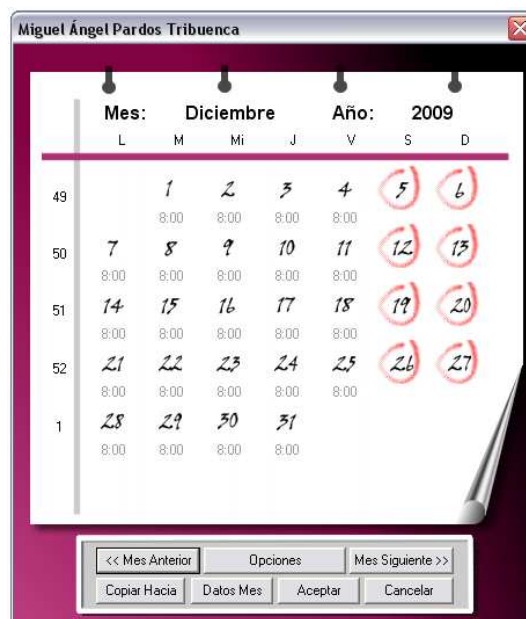 Miguel Ángel Pardos Tribuenca
Mes: Diciembre Año: 2009
L M Mi J V S D
49 1 2 3 4 5 6
8:00 8:00 8:00 8:00
50 7 8 9 10 11 12 13
8:00 8:00 8:00 8:00 8:00
51 14 15 16 17 18 19 20
8:00 8:00 8:00 8:00 8:00
52 21 22 23 24 25 26 27
8:00 8:00 8:00 8:00 8:00
1 28 29 30 31
8:00 8:00 8:00 8:00
<< Mes Anterior Opciones Mes Siguiente >>
Copiar Hacia Datos Mes Aceptar Cancelar